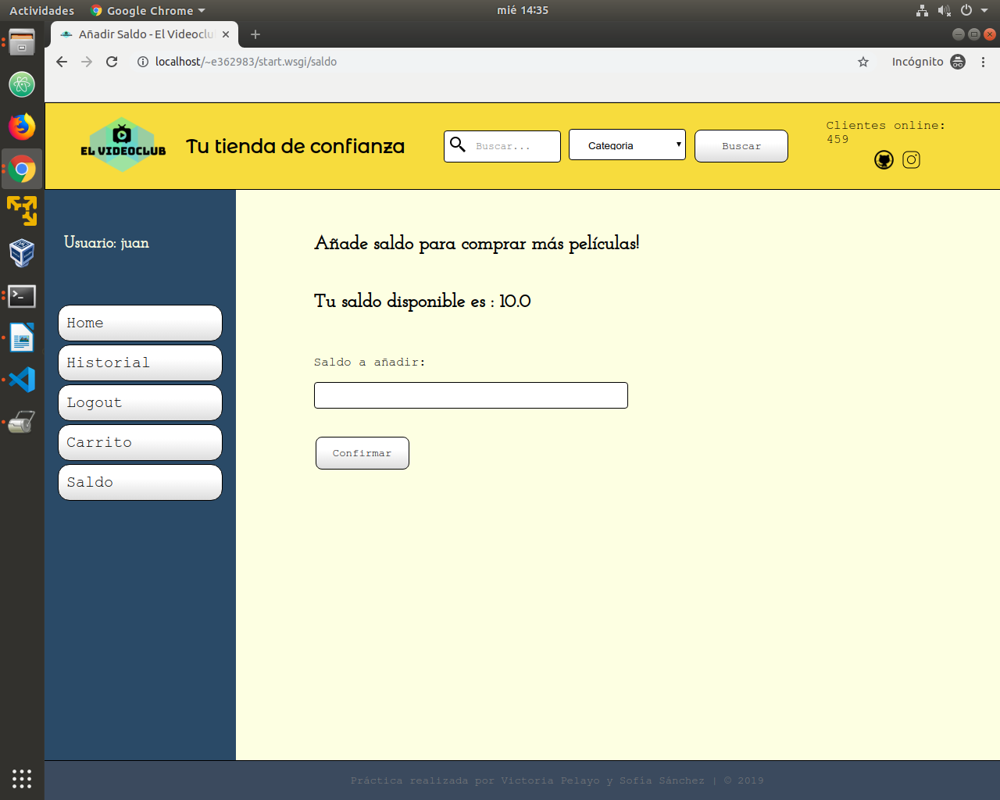 Actividades
Google Chrome
mié 14:35
Añadir Saldo - El Videoclu
localhost/~e362983/start.wsgi/saldo
Incógnito
EL VIDEOCLUB
Tu tienda de confianza
Buscar...
Categoria
Buscar
Clientes online:
459
Usuario: juan
Home
Historial
Logout
Carrito
Saldo
Añade saldo para comprar más películas!
Tu saldo disponible es : 10.0
Saldo a añadir:
Confirmar
Práctica realizada por Victoria Pelayo y Sofía Sánchez | © 2019